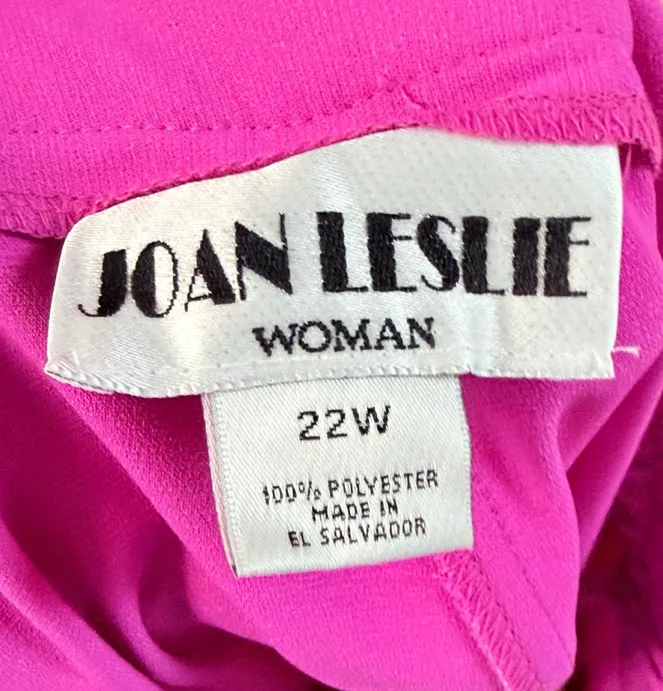 JOAN LESLIE
WOMAN
22W
100% POLYESTER
MADE IN
EL SALVADOR